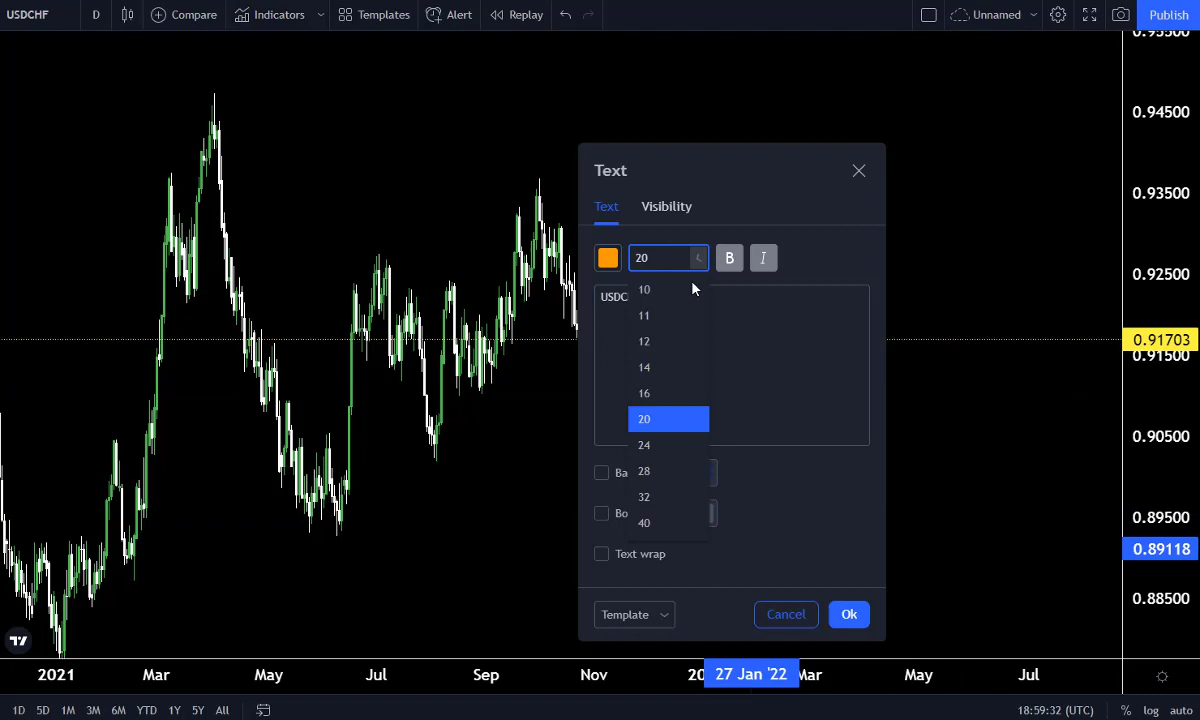 USDCHF D Compare Indicators Templates Alert Replay Unnamed Publish
0.95500
0.94500
0.93500
0.92500
0.91703
0.91500
0.90500
0.89500
0.89118
0.88500
Text
Text Visibility
20 B I
USDC
10
11
12
14
16
20
24
28
32
40
Ba
Bo
Text wrap
Template Cancel Ok
2021 Mar May Jul Sep Nov 20 27 Jan '22 Mar May Jul
1D 5D 1M 3M 6M YTD 1Y 5Y All 18:59:32 (UTC) % log auto